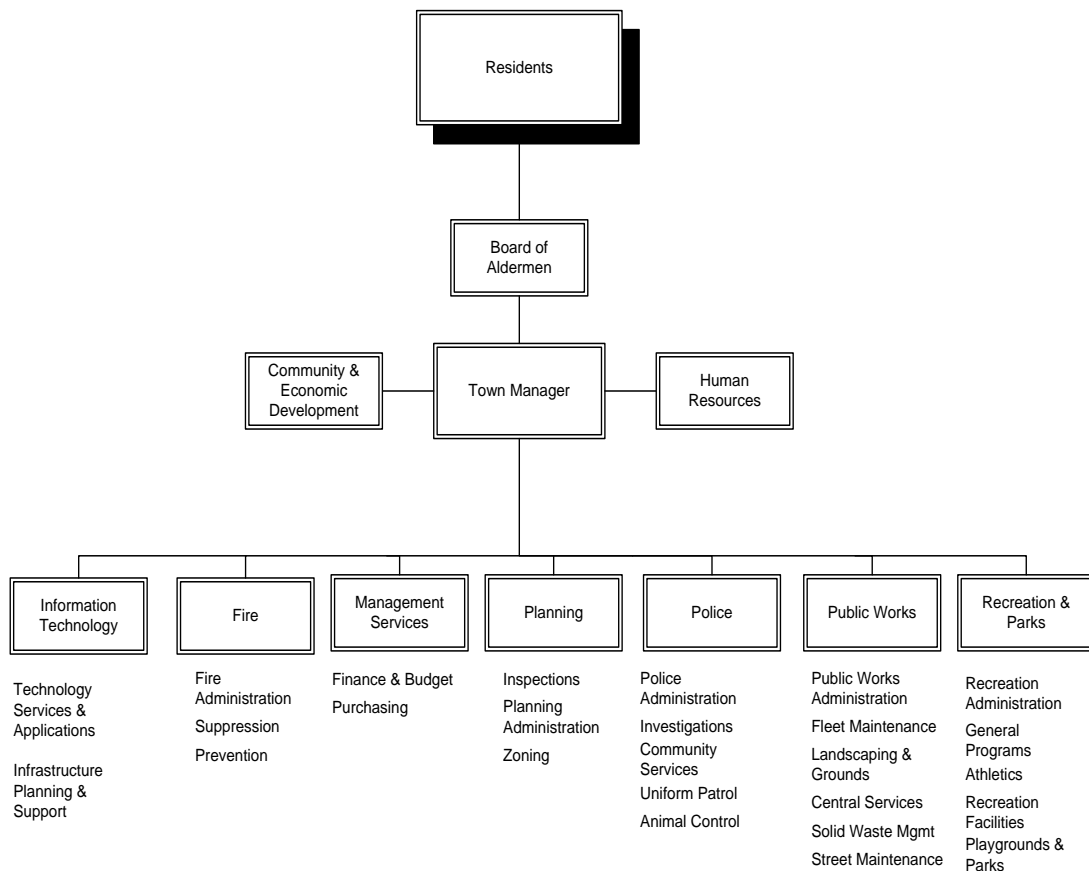 Residents
Board of
Aldermen
Community &
Economic
Development
Town Manager
Human
Resources
Information
Technology
Fire
Management
Services
Planning
Police
Public Works
Recreation &
Parks
Technology
Services &
Applications
Infrastructure
Planning &
Support
Fire
Administration
Suppression
Prevention
Finance & Budget
Purchasing
Inspections
Planning
Administration
Zoning
Police
Administration
Investigations
Community
Services
Uniform Patrol
Animal Control
Public Works
Administration
Fleet Maintenance
Landscaping &
Grounds
Central Services
Solid Waste Mgmt
Street Maintenance
Recreation
Administration
General
Programs
Athletics
Recreation
Facilities
Playgrounds &
Parks